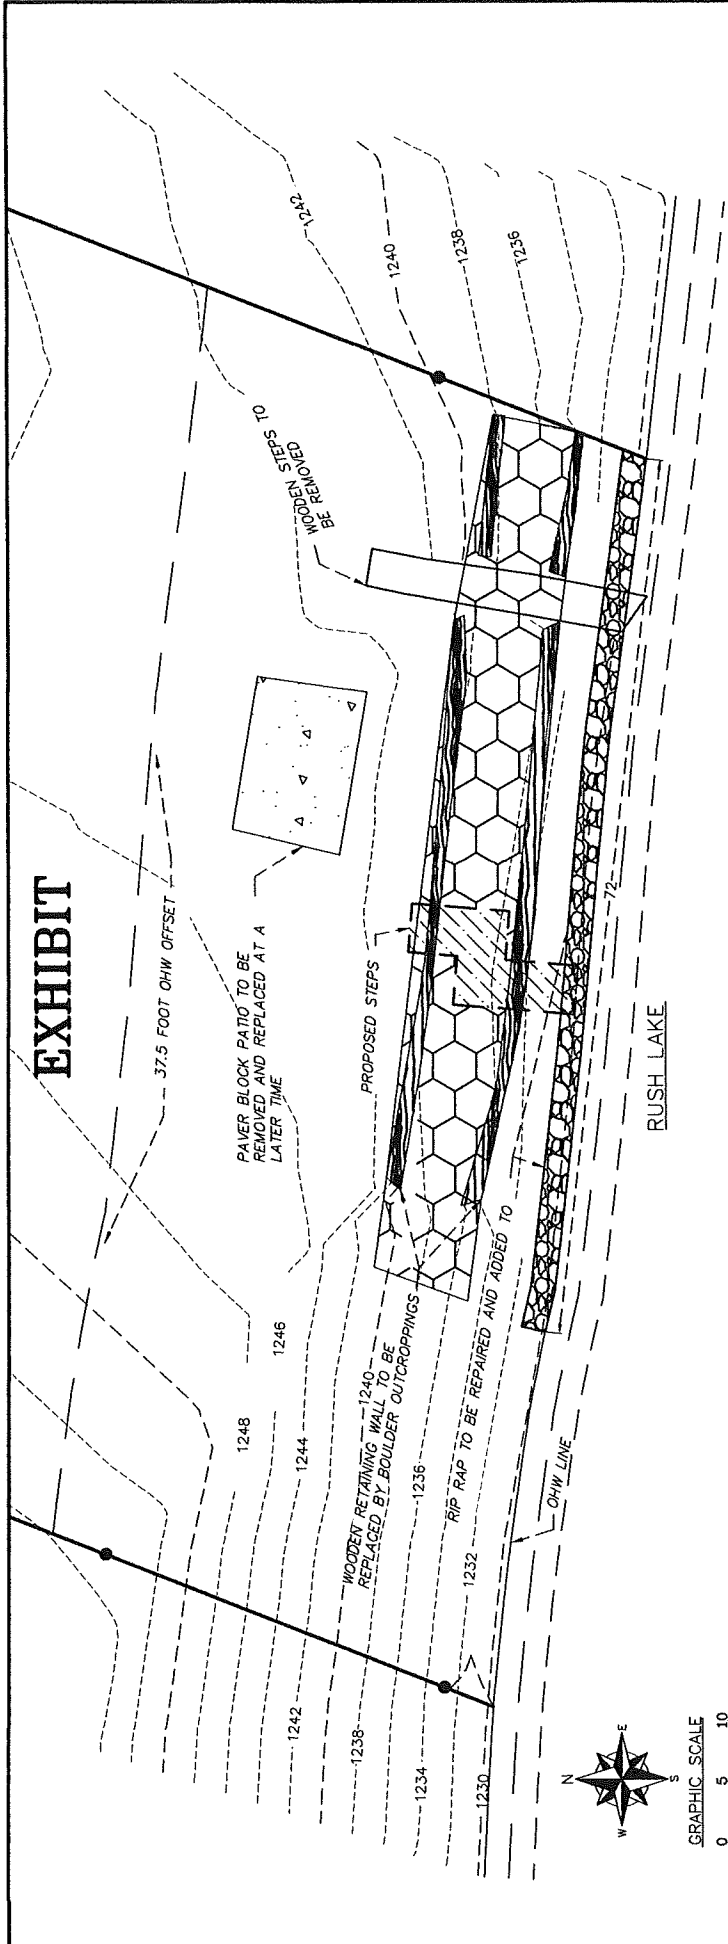 EXHIBIT
37.5 FOOT OHW OFFSET
PAVER BLOCK PATIO TO BE
REMOVED AND REPLACED AT A
LATER TIME
WOODEN STEPS TO
BE REMOVED
PROPOSED STEPS
WOODEN RETAINING WALL TO BE
REPLACED BY BOULDER OUTCROPPINGS
RIP RAP TO BE REPAIRED AND ADDED TO
OHW LINE
RUSH LAKE
72
1248
1246
1244
1242
1240
1238
1236
1234
1232
1230
1242
1240
1238
1236
N
W
E
S
GRAPHIC SCALE
0 5 10